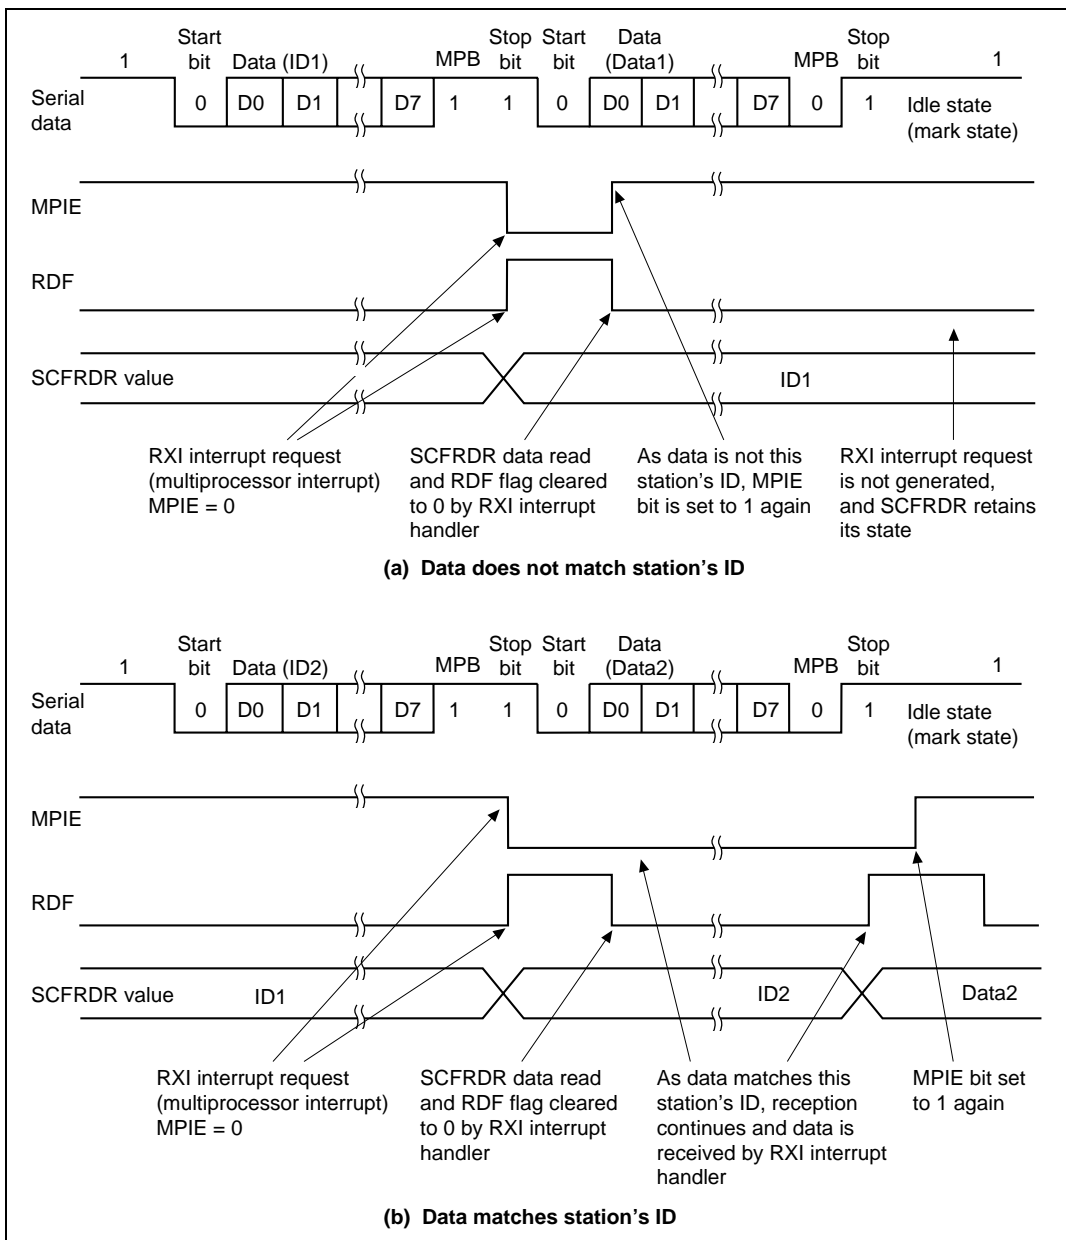 Start Stop Start Data Stop
1 bit Data (ID1) MPB bit bit (Data1) MPB bit 1
Serial data 0 D0 D1 D7 1 1 0 D0 D1 D7 0 1 Idle state (mark state)
MPIE
RDF
SCFRDR value ID1
RXI interrupt request
(multiprocessor interrupt)
MPIE = 0
SCFRDR data read
and RDF flag cleared
to 0 by RXI interrupt
handler
As data is not this
station's ID, MPIE
bit is set to 1 again
RXI interrupt request
is not generated,
and SCFRDR retains
its state
(a) Data does not match station's ID
Start Stop Start Data Stop
1 bit Data (ID2) MPB bit bit (Data2) MPB bit 1
Serial data 0 D0 D1 D7 1 1 0 D0 D1 D7 0 1 Idle state (mark state)
MPIE
RDF
SCFRDR value ID1 ID2 Data2
RXI interrupt request
(multiprocessor interrupt)
MPIE = 0
SCFRDR data read
and RDF flag cleared
to 0 by RXI interrupt
handler
As data matches this
station's ID, reception
continues and data is
received by RXI interrupt
handler
MPIE bit set
to 1 again
(b) Data matches station's ID